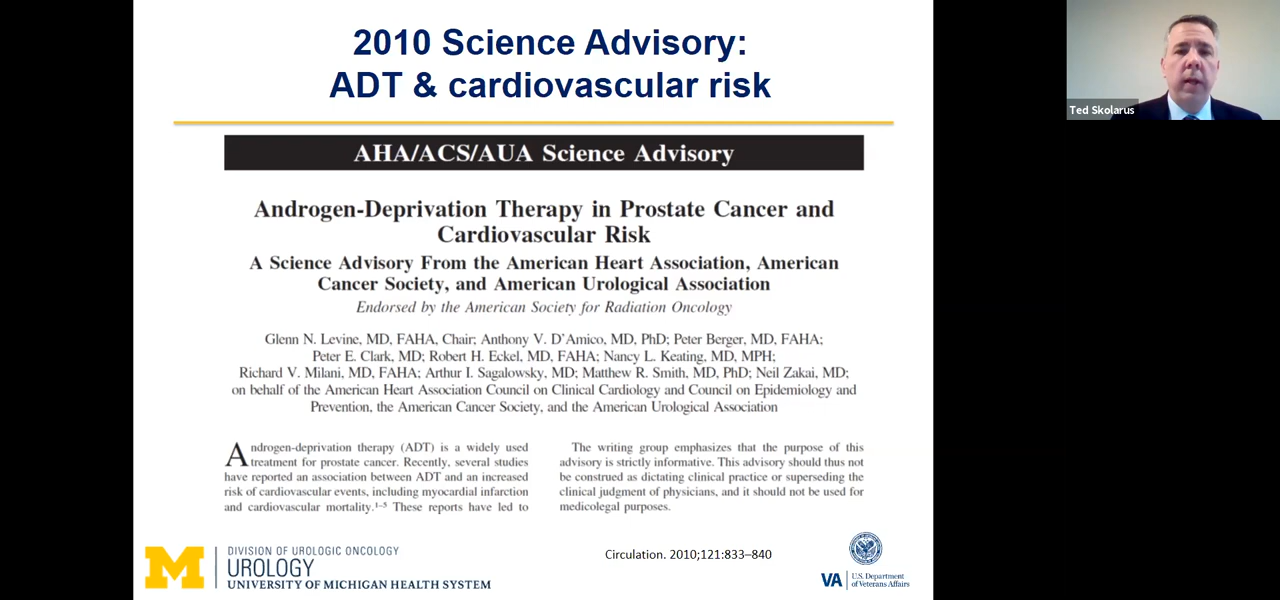 2010 Science Advisory:
ADT & cardiovascular risk
Ted Skolarus
AHA/ACS/AUA Science Advisory
Androgen-Deprivation Therapy in Prostate Cancer and
Cardiovascular Risk
A Science Advisory From the American Heart Association, American
Cancer Society, and American Urological Association
Endorsed by the American Society for Radiation Oncology
Glenn N. Levine, MD, FAHA, Chair; Anthony V. D'Amico, MD, PhD; Peter Berger, MD, FAHA;
Peter E. Clark, MD; Robert H. Eckel, MD, FAHA; Nancy L. Keating, MD, MPH;
Richard V. Milani, MD, FAHA; Arthur I. Sagalowsky, MD; Matthew R. Smith, MD, PhD; Neil Zakai, MD;
on behalf of the American Heart Association Council on Clinical Cardiology and Council on Epidemiology and
Prevention, the American Cancer Society, and the American Urological Association
Androgen-deprivation therapy (ADT) is a widely used
treatment for prostate cancer. Recently, several studies
have reported an association between ADT and an increased
risk of cardiovascular events, including myocardial infarction
and cardiovascular mortality.1–5 These reports have led to
The writing group emphasizes that the purpose of this
advisory is strictly informative. This advisory should thus not
be construed as dictating clinical practice or superseding the
clinical judgment of physicians, and it should not be used for
medicolegal purposes.
M
DIVISION OF UROLOGIC ONCOLOGY
UROLOGY
UNIVERSITY OF MICHIGAN HEALTH SYSTEM
Circulation. 2010;121:833–840
VA
U.S. Department
of Veterans Affairs